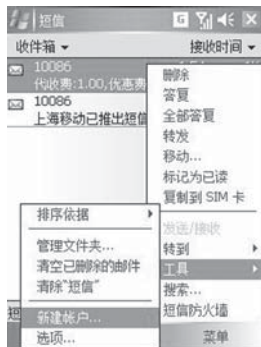 短信
收件箱
接收时间
10086
代收费:1.00,优惠费
10086
上海移动已推出短信
删除
答复
全部答复
转发
移动...
标记为已读
复制到 SIM 卡
发送/接收
转到
工具
搜索...
短信防火墙
菜单
排序依据
管理文件夹...
清空已删除的邮件
清除"短信"
新建帐户...
选项...